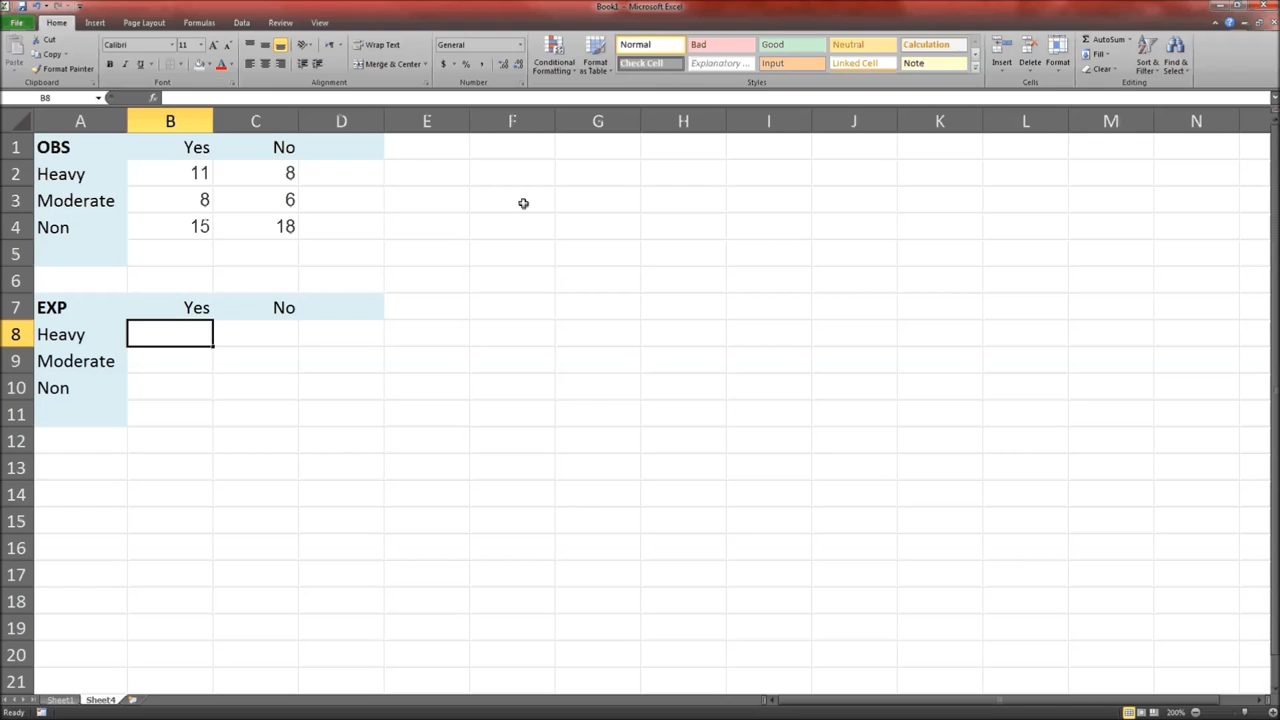 Book1 - Microsoft Excel
File Home Insert Page Layout Formulas Data Review View
Cut
Copy
Format Painter
Paste
Clipboard
Calibri 11
Font
Wrap Text
Merge & Center
Alignment
General
Number
Conditional Formatting
Format as Table
Normal Bad Good Neutral Calculation
Check Cell Explanatory ... Input Linked Cell Note
Styles
Insert Delete Format
Cells
AutoSum
Fill
Clear
Sort & Filter
Find & Select
Editing
B8 fx
A B C D E F G H I J K L M N
1 OBS Yes No
2 Heavy 11 8
3 Moderate 8 6
4 Non 15 18
5
6
7 EXP Yes No
8 Heavy
9 Moderate
10 Non
11
12
13
14
15
16
17
18
19
20
21
Sheet1 Sheet4
Ready 200%